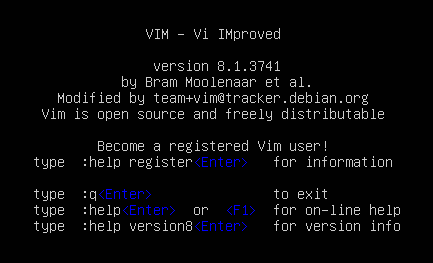 VIM - Vi IMproved
version 8.1.3741
by Bram Moolenaar et al.
Modified by team+vim@tracker.debian.org
Vim is open source and freely distributable
Become a registered Vim user!
type :help register<Enter> for information
type :q<Enter> to exit
type :help<Enter> or <F1> for on-line help
type :help version8<Enter> for version info